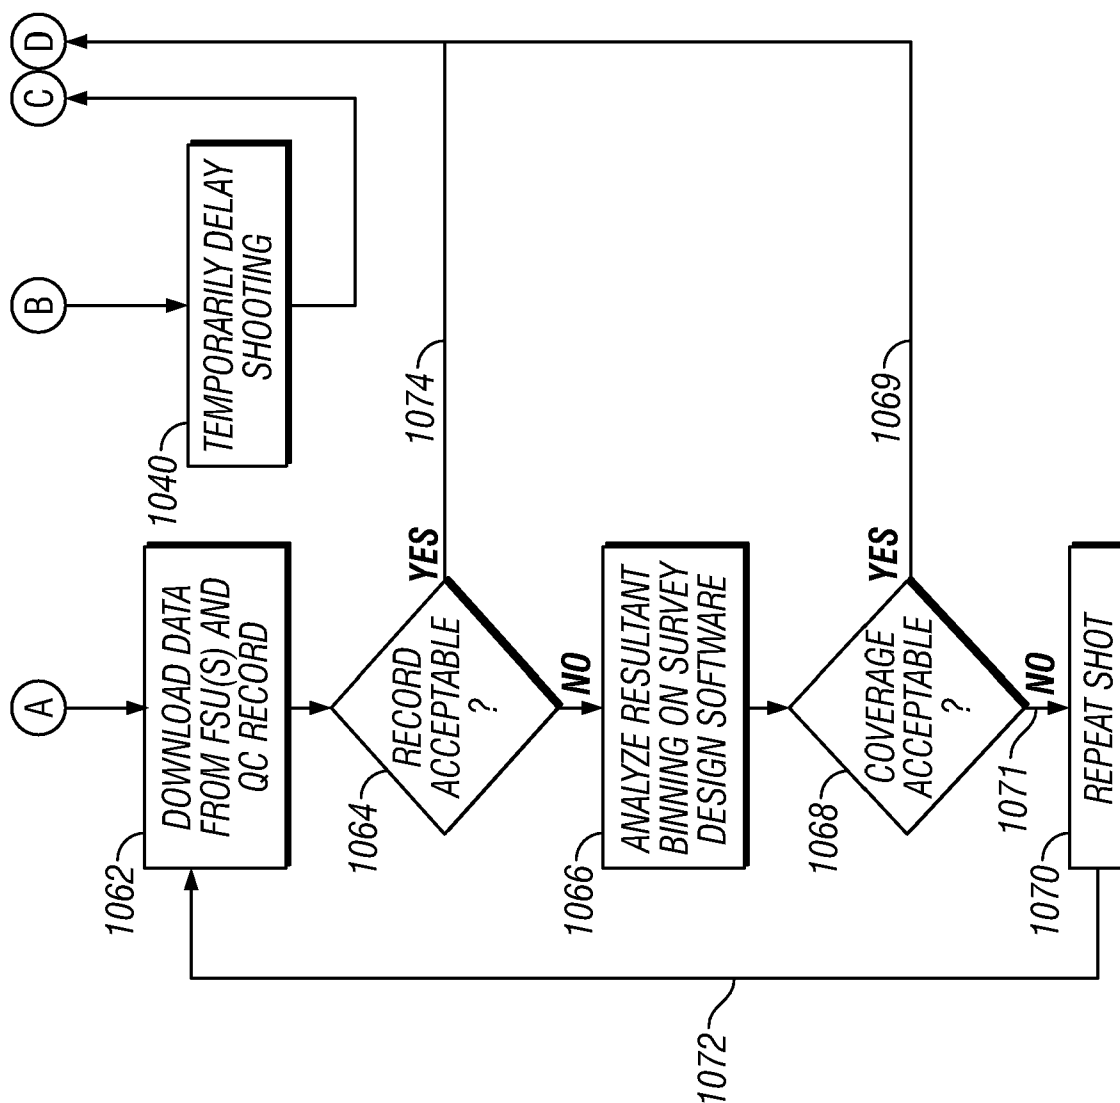 A
B
C
D
1062
DOWNLOAD DATA
FROM FSU(S) AND
QC RECORD
1040
TEMPORARILY DELAY
SHOOTING
1064
RECORD
ACCEPTABLE
?
YES
1074
NO
1066
ANALYZE RESULTANT
BINNING ON SURVEY
DESIGN SOFTWARE
1068
COVERAGE
ACCEPTABLE
?
YES
1069
1071
NO
1070
REPEAT SHOT
1072